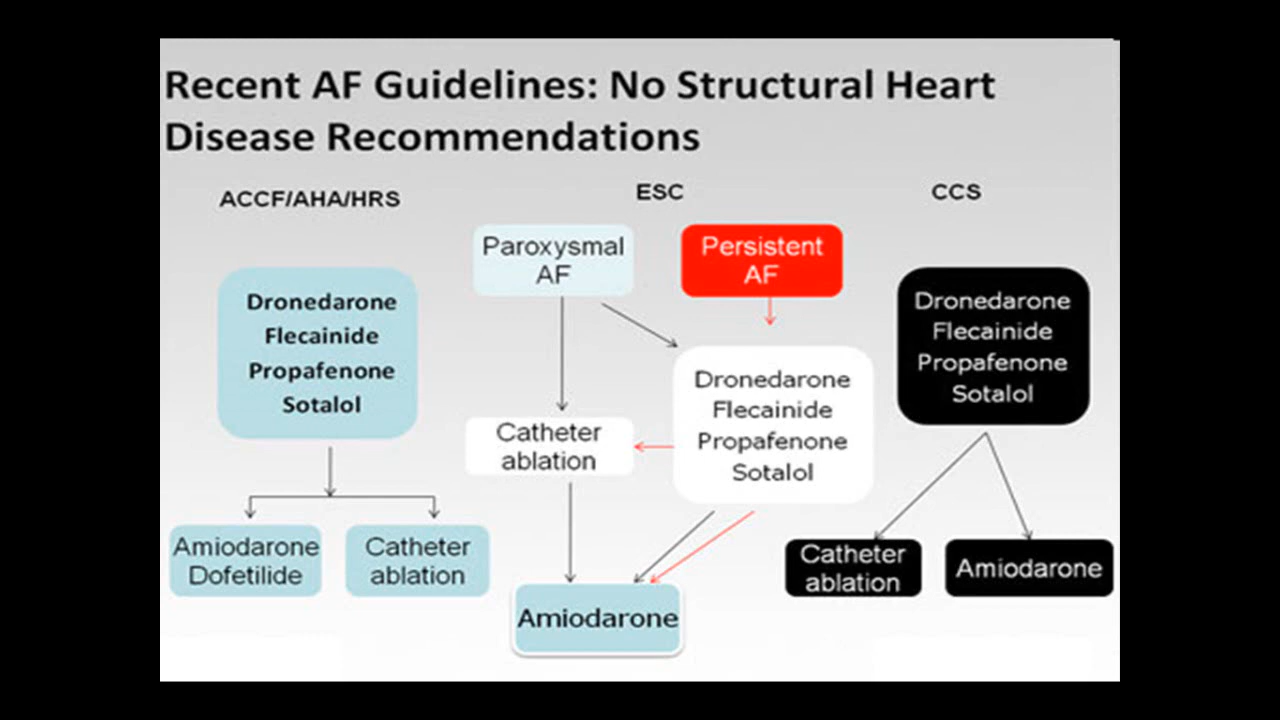 Recent AF Guidelines: No Structural Heart
Disease Recommendations
ACCF/AHA/HRS
Dronedarone
Flecainide
Propafenone
Sotalol
Amiodarone
Dofetilide
Catheter
ablation
ESC
Paroxysmal
AF
Persistent
AF
Dronedarone
Flecainide
Propafenone
Sotalol
Catheter
ablation
Amiodarone
CCS
Dronedarone
Flecainide
Propafenone
Sotalol
Catheter
ablation
Amiodarone